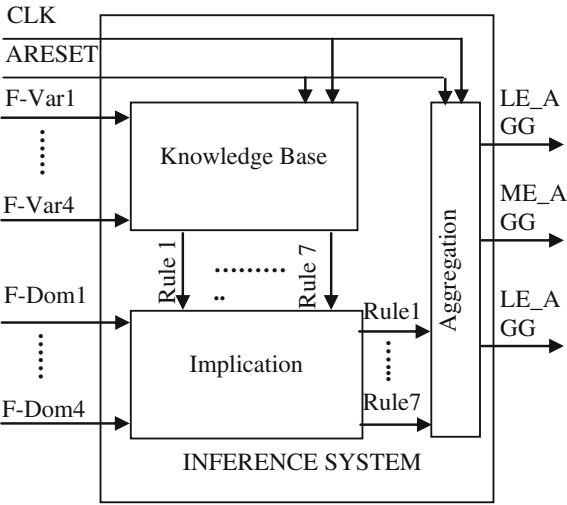 CLK
ARESET
F-Var1
F-Var4
F-Dom1
F-Dom4
Knowledge Base
Rule 1
Rule 7
Implication
Rule1
Rule7
Aggregation
INFERENCE SYSTEM
LE_A
GG
ME_A
GG
LE_A
GG